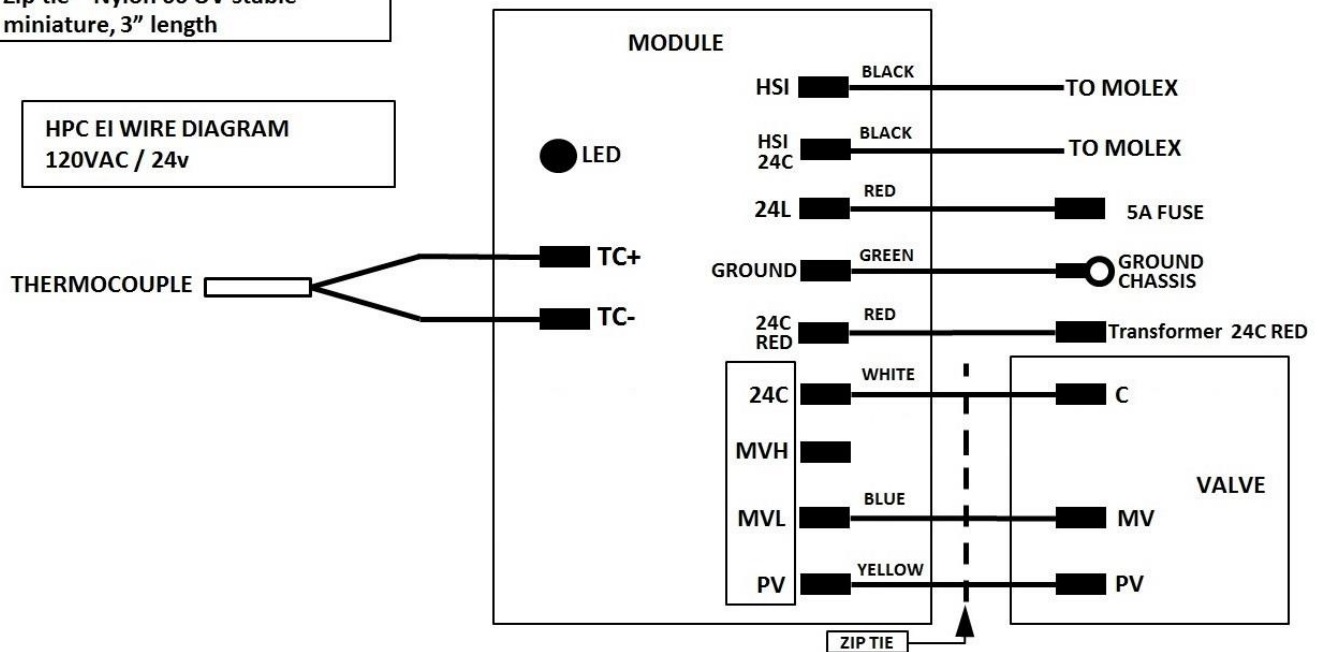 miniature, 3” length
HPC EI WIRE DIAGRAM
120VAC / 24v
THERMOCOUPLE
MODULE
LED
TC+
TC-
HSI
BLACK
TO MOLEX
HSI
24C
BLACK
TO MOLEX
24L
RED
5A FUSE
GROUND
GREEN
GROUND
CHASSIS
24C
RED
RED
Transformer 24C RED
24C
WHITE
C
MVH
VALVE
MVL
BLUE
MV
PV
YELLOW
PV
ZIP TIE